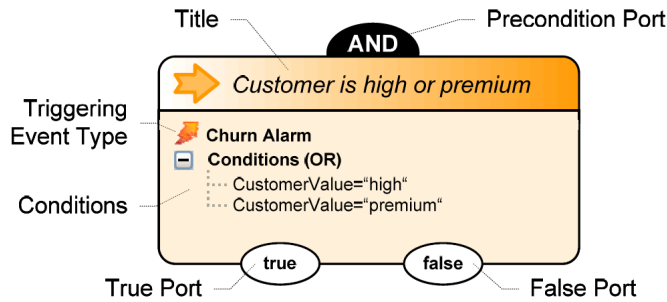 Title
Precondition Port
AND
Customer is high or premium
Triggering
Event Type
Churn Alarm
Conditions (OR)
CustomerValue=“high“
CustomerValue=“premium“
Conditions
true
false
True Port
False Port